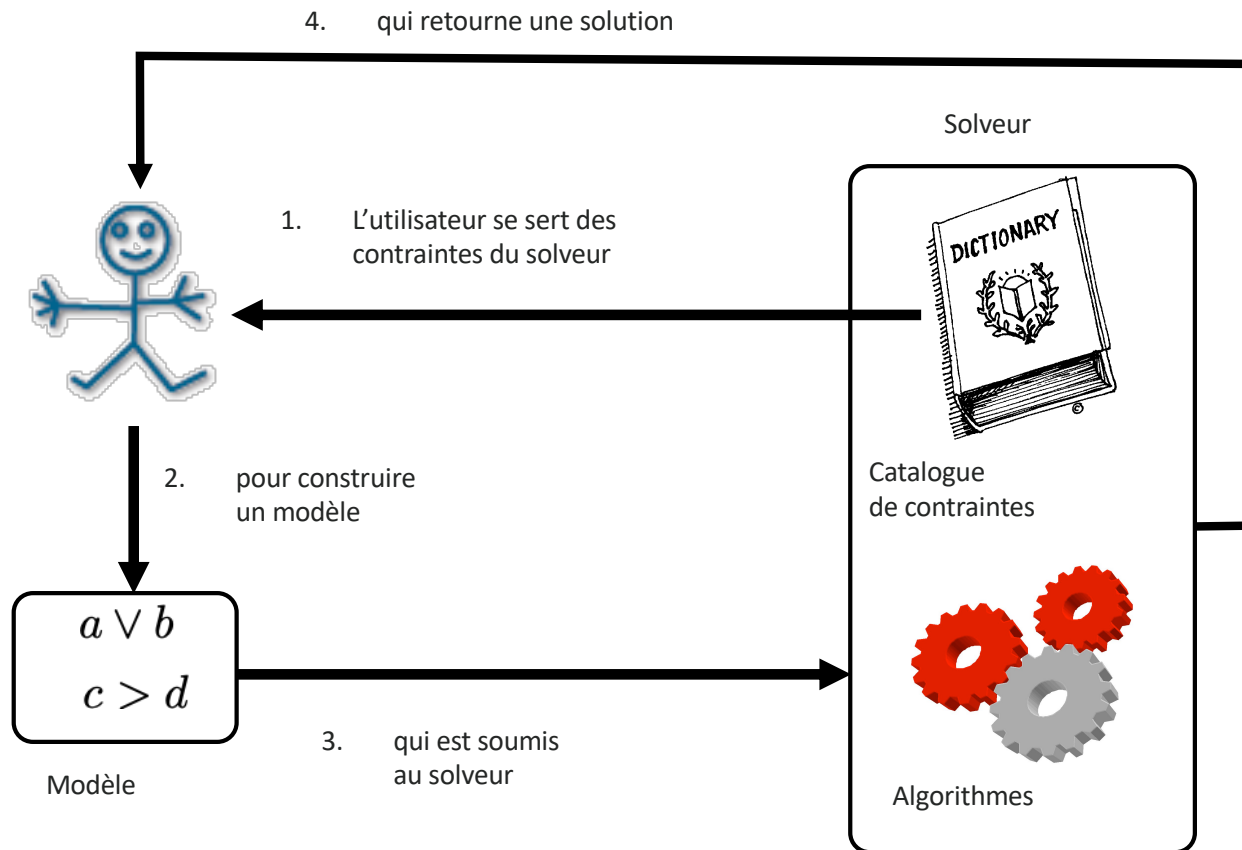 4. qui retourne une solution
Solveur
1. L'utilisateur se sert des
contraintes du solveur
DICTIONARY
2. pour construire
un modèle
Catalogue
de contraintes
a ∨ b
c > d
3. qui est soumis
au solveur
Modèle
Algorithmes